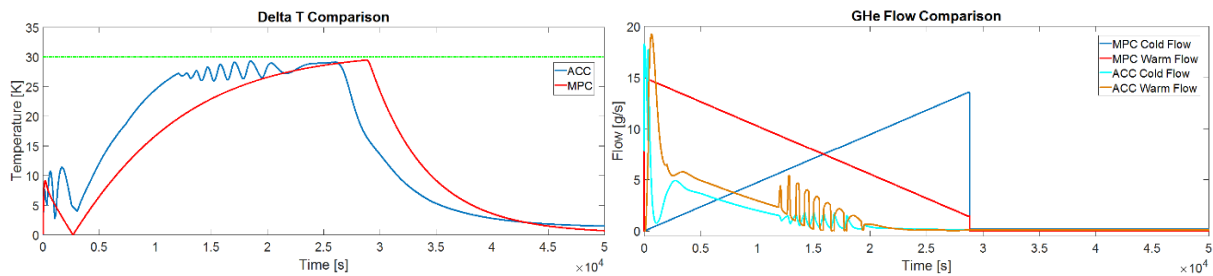 Delta T Comparison
35
30
25
20
15
10
5
0
Temperature [K]
ACC
MPC
0 0.5 1 1.5 2 2.5 3 3.5 4 4.5 5
Time [s]
×10⁴
GHe Flow Comparison
20
15
10
5
0
Flow [g/s]
MPC Cold Flow
MPC Warm Flow
ACC Cold Flow
ACC Warm Flow
0 0.5 1 1.5 2 2.5 3 3.5 4 4.5 5
Time [s]
×10⁴